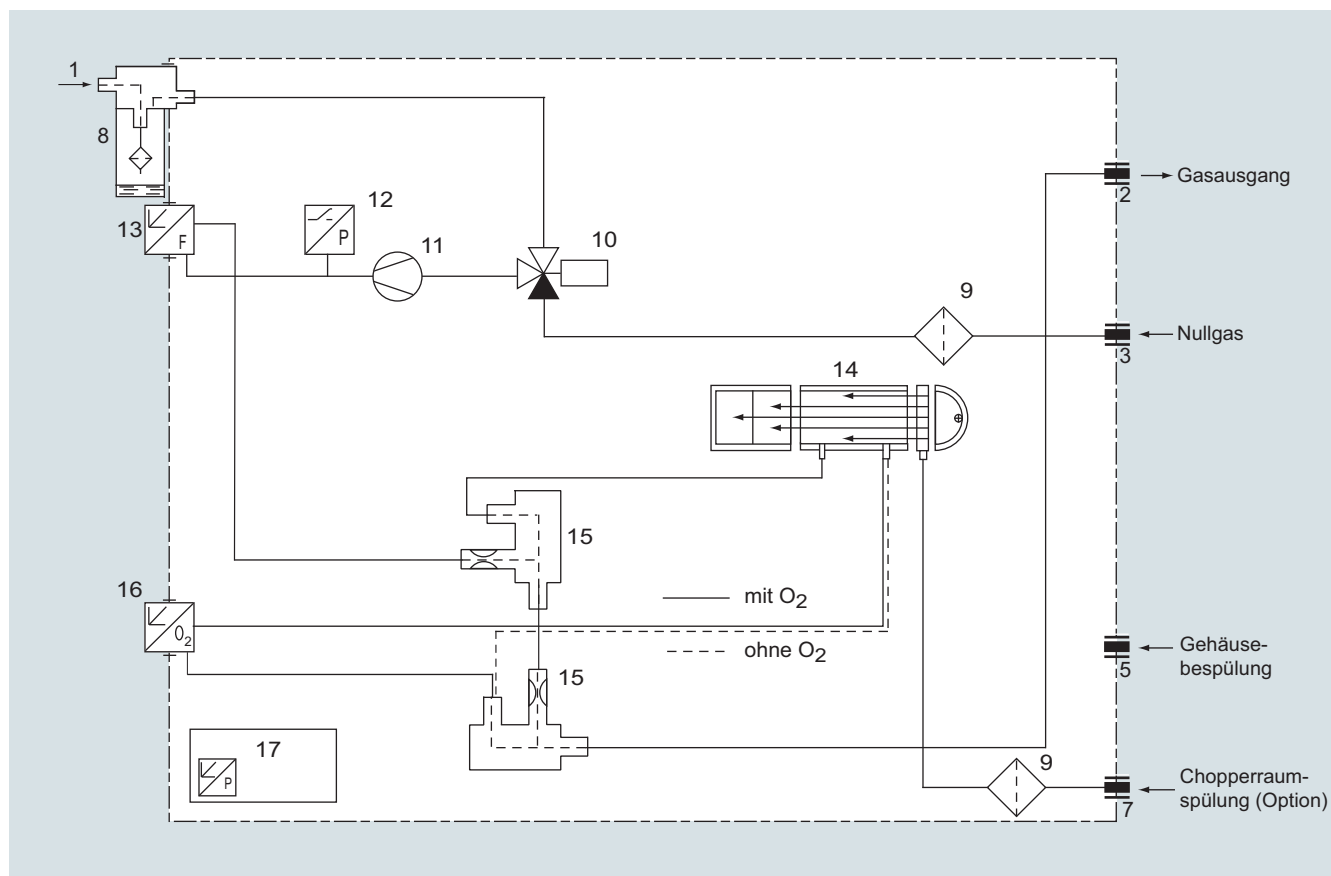 1
8
2
Gasausgang
12
13
F
P
11
10
9
3
Nullgas
14
15
16
O2
mit O2
ohne O2
5
Gehäuse-
bespülung
15
17
P
9
7
Chopperraum-
spülung (Option)